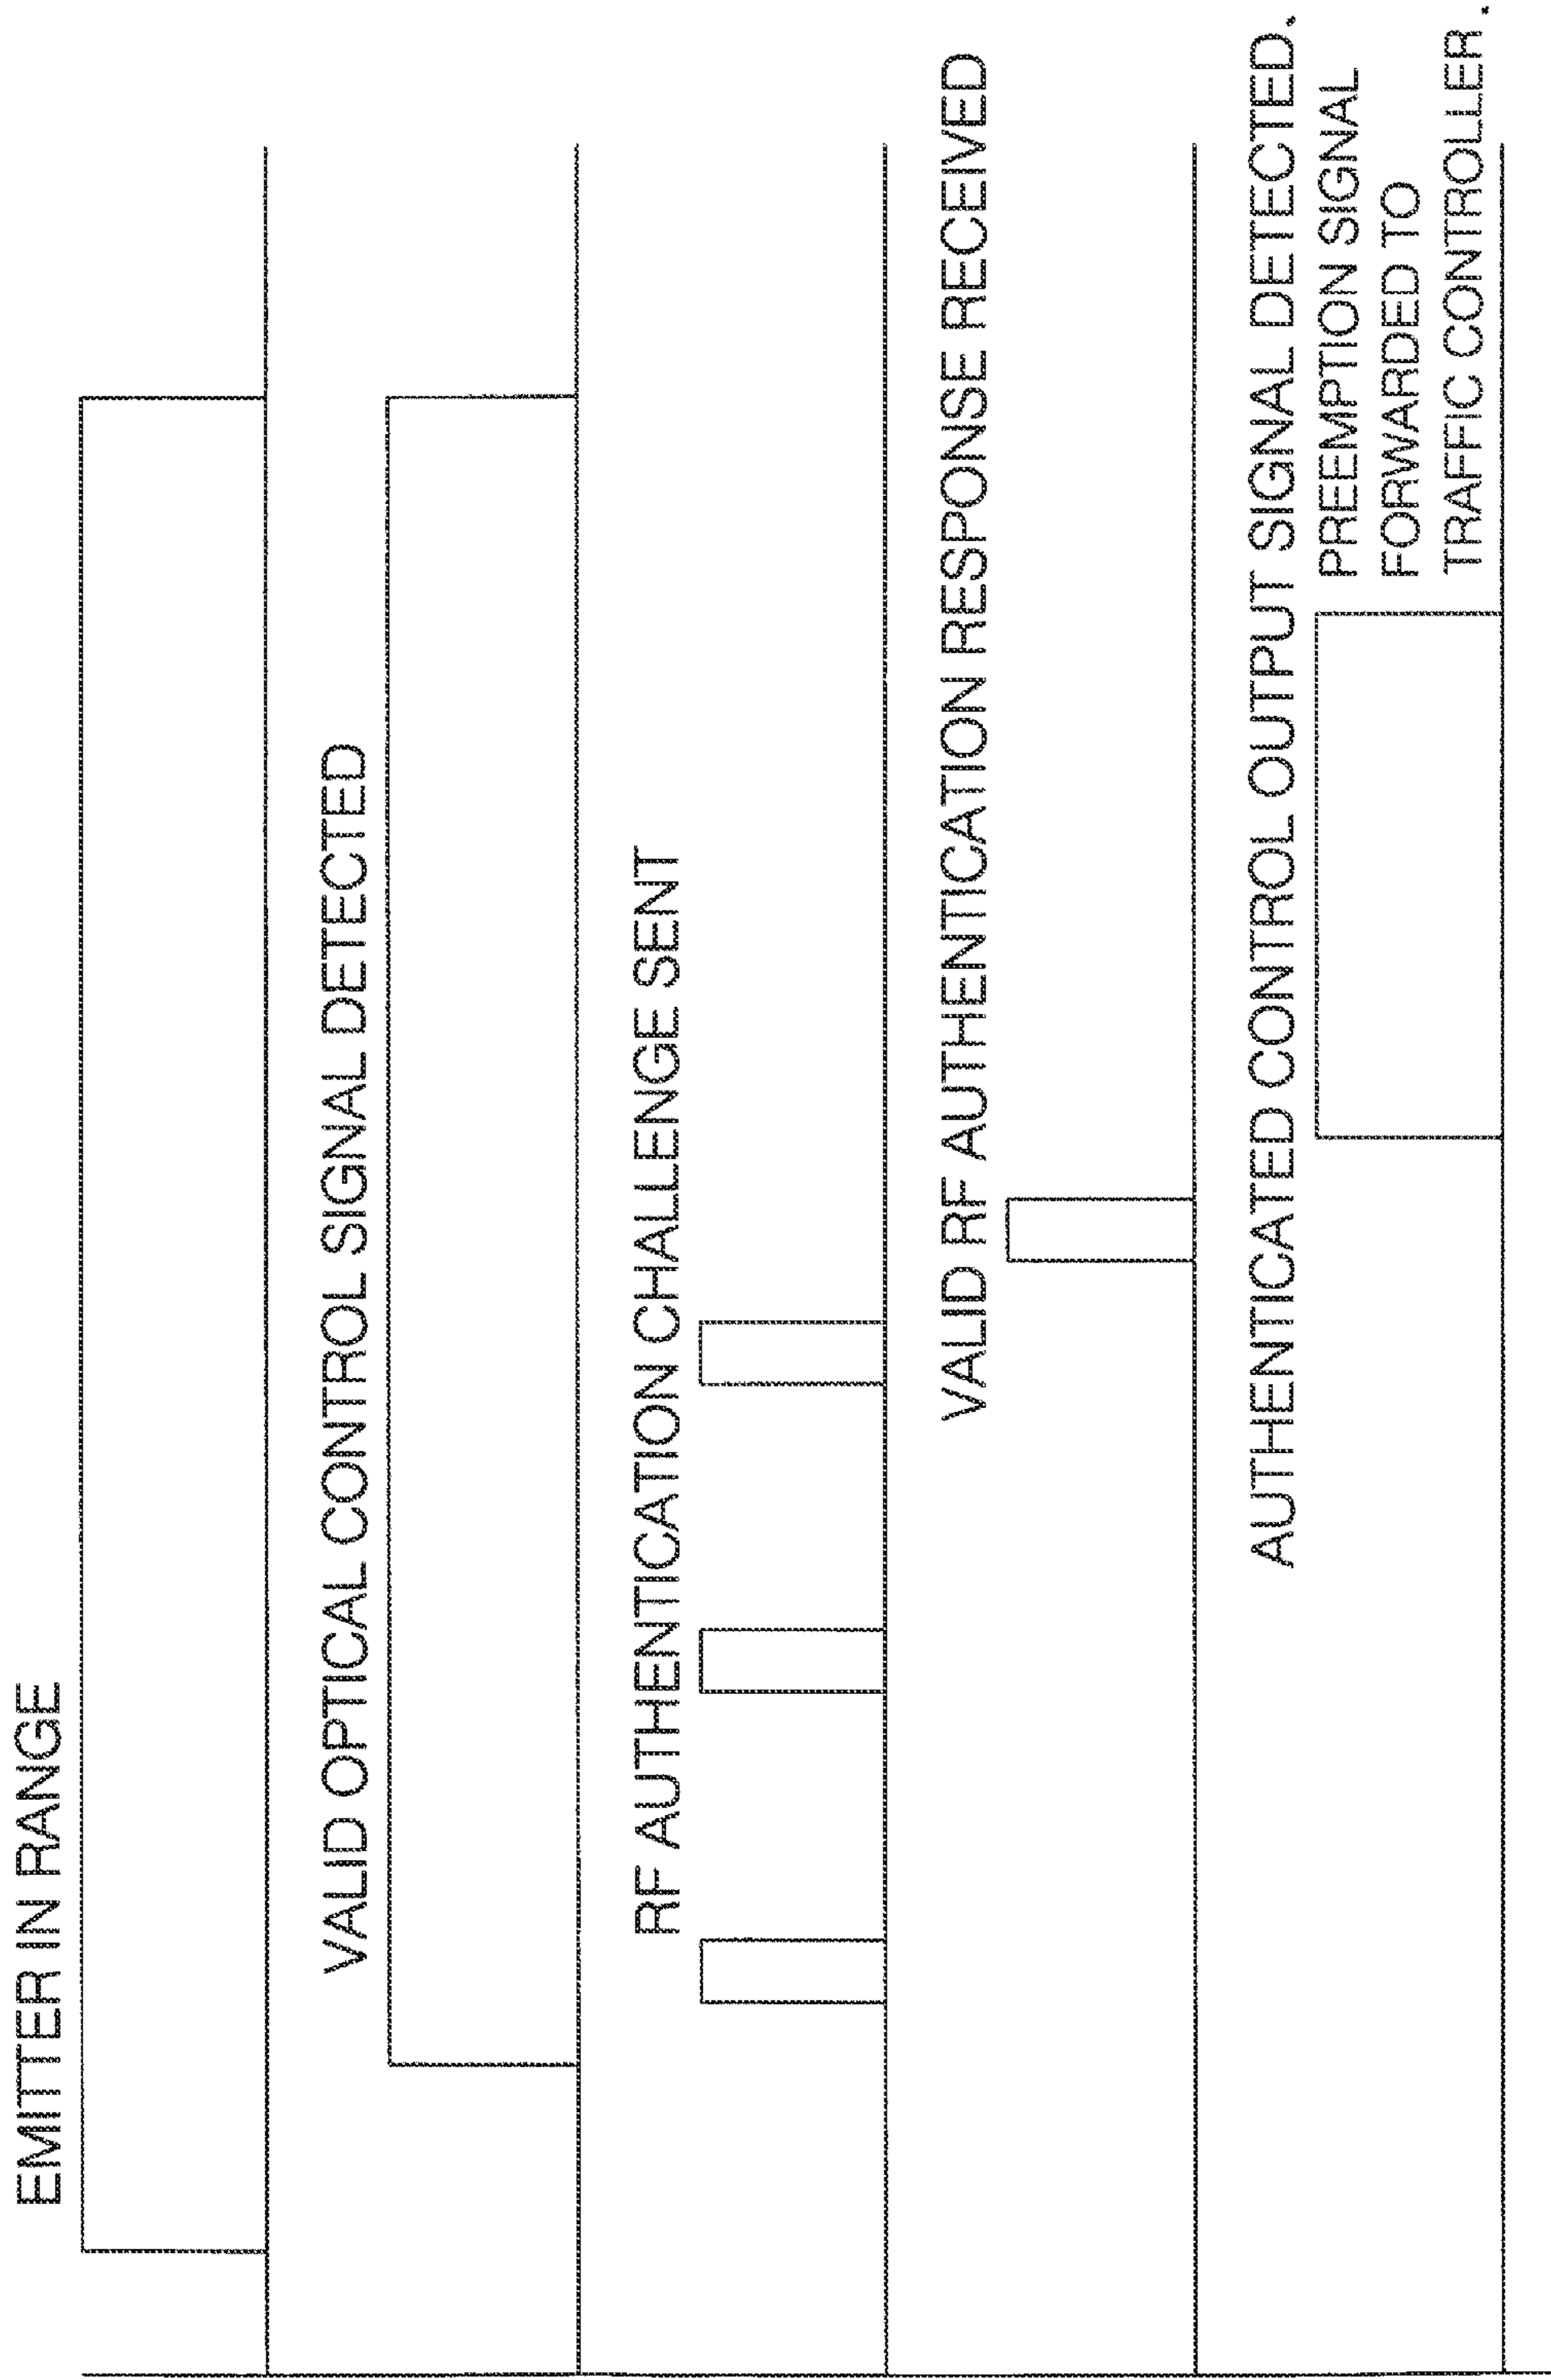 EMITTER IN RANGE
VALID OPTICAL CONTROL SIGNAL DETECTED
RF AUTHENTICATION CHALLENGE SENT
VALID RF AUTHENTICATION RESPONSE RECEIVED
AUTHENTICATED CONTROL OUTPUT SIGNAL DETECTED.
PREEMPTION SIGNAL
FORWARDED TO
TRAFFIC CONTROLLER.